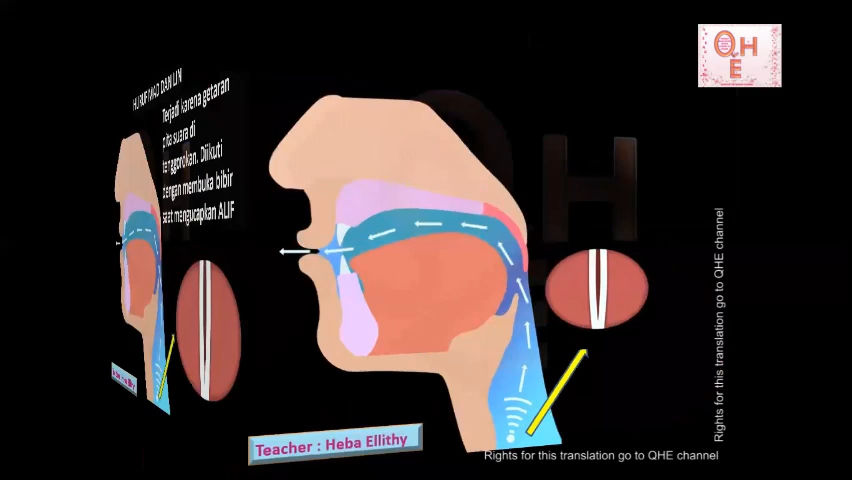 QH
E
HURUF MAD DAN LIN
Terjadi karena getaran
pita suara di
tenggorokan. Diikuti
dengan membuka bibir
saat mengucapkan ALIF
H
Teacher : Heba Ellithy
Rights for this translation go to QHE channel
Rights for this translation go to QHE channel